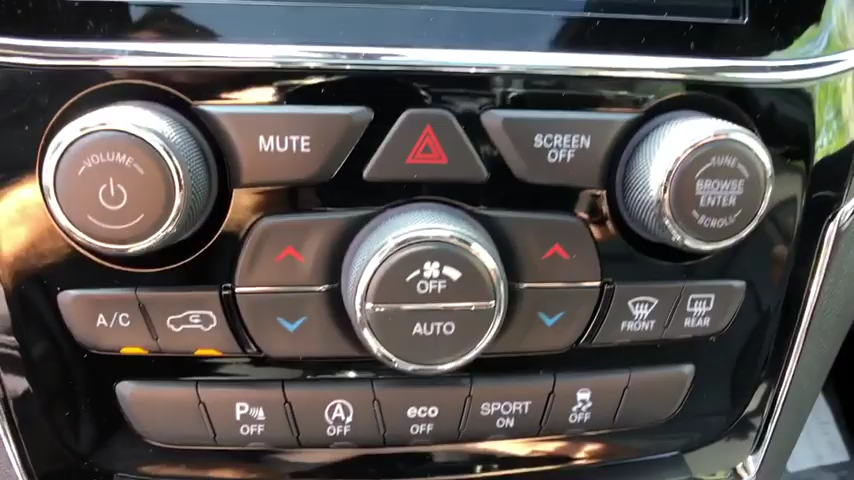 VOLUME
MUTE
SCREEN
OFF
TUNE
BROWSE
ENTER
SCROLL
OFF
AUTO
A/C
FRONT
REAR
P
OFF
A
OFF
eco
OFF
SPORT
ON
OFF